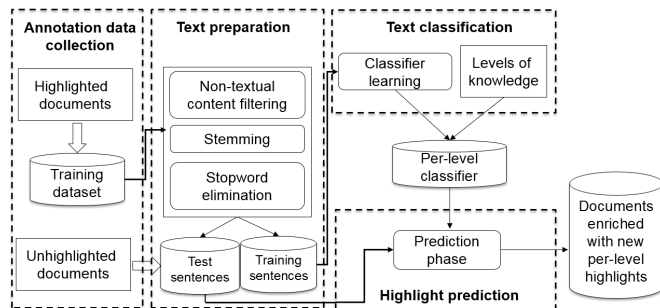 Annotation data
collection
Highlighted
documents
Training
dataset
Unhighlighted
documents
Text preparation
Non-textual
content filtering
Stemming
Stopword
elimination
Test
sentences
Training
sentences
Text classification
Classifier
learning
Levels of
knowledge
Per-level
classifier
Prediction
phase
Highlight prediction
Documents
enriched
with new
per-level
highlights